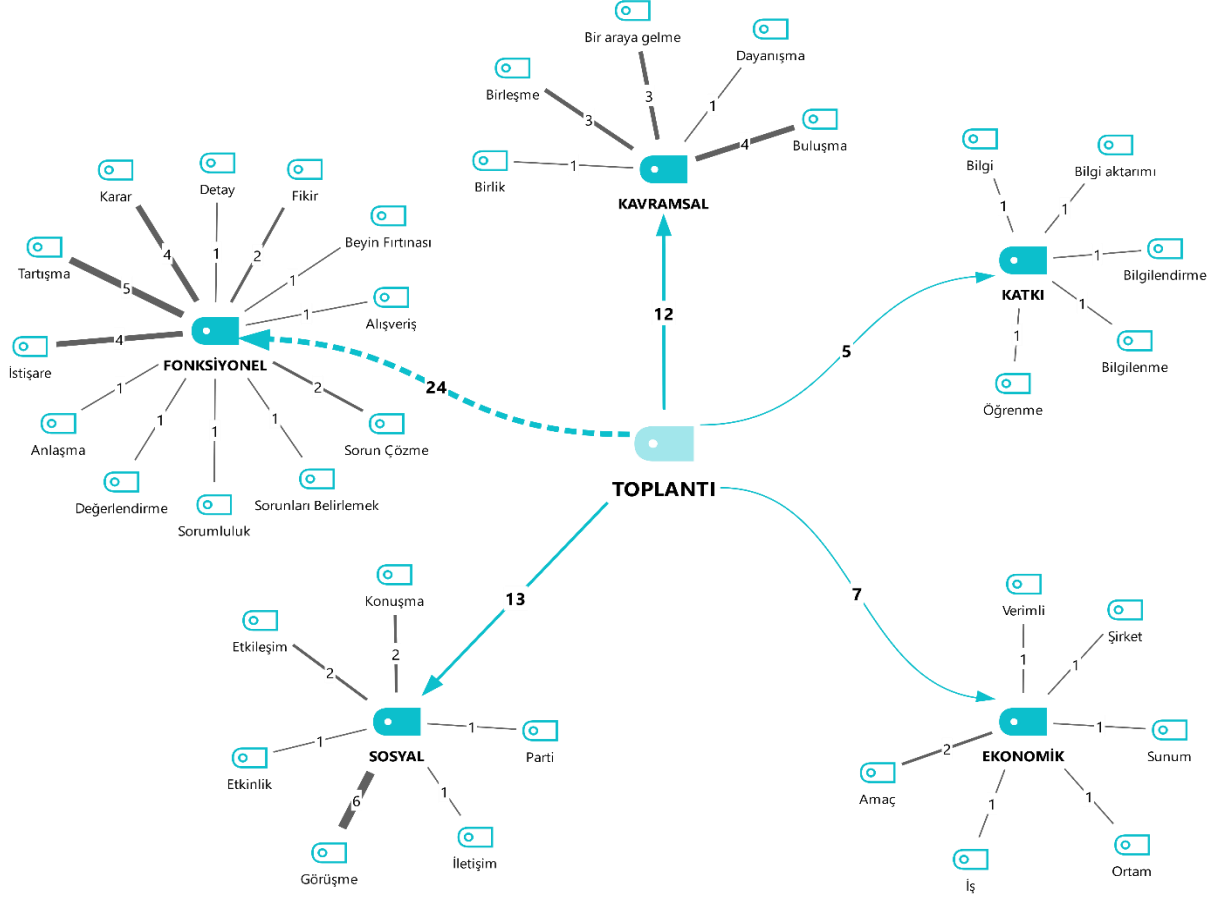 Bir araya gelme
Dayanışma
Birleşme
3
3
1
4
Buluşma
1
Birlik
KAVRAMSAL
12
Karar
Detay
Fikir
Beyin Fırtınası
Tartışma
4
1
2
1
5
1
Alışveriş
4
İstişare
FONKSİYONEL
1
2
1
1
1
Anlaşma
Sorun Çözme
Değerlendirme
Sorumluluk
Sorunları Belirlemek
24
Bilgi
Bilgi aktarımı
1
1
1
Bilgilendirme
KATKI
1
1
Bilgilenme
Öğrenme
5
TOPLANTI
13
7
Konuşma
Etkileşim
2
2
1
1
Parti
Etkinlik
SOSYAL
6
1
Görüşme
İletişim
Verimli
Şirket
1
1
1
Sunum
EKONOMİK
2
Amaç
1
1
İş
Ortam